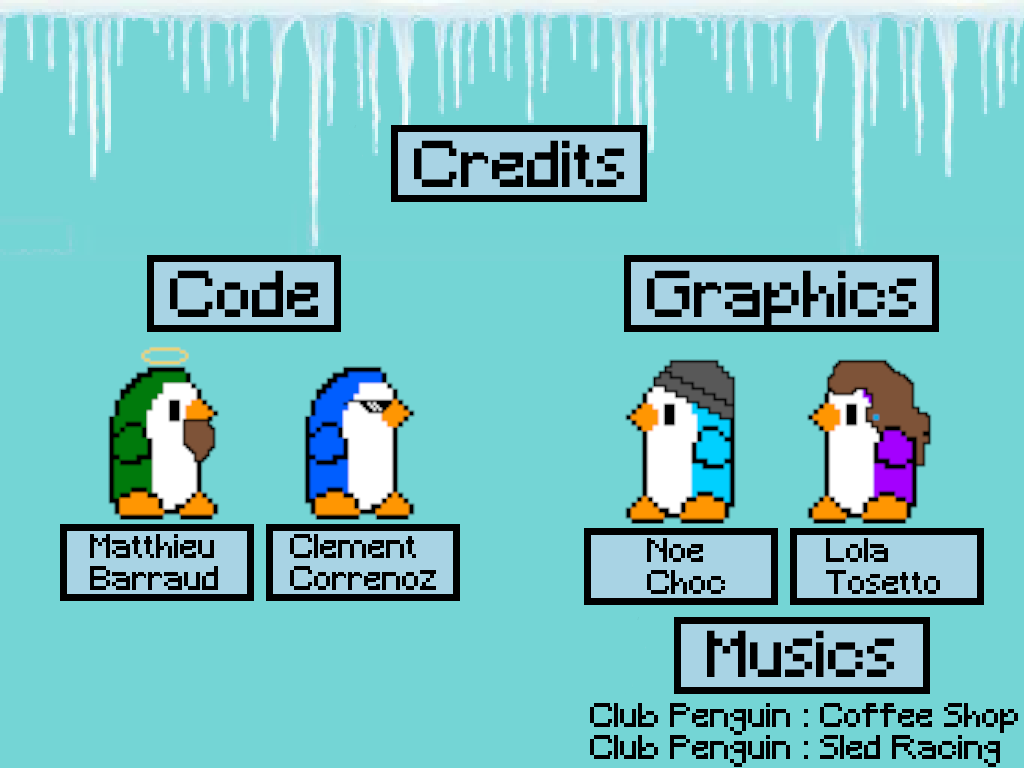 Credits
Code
Graphics
Matthieu
Barraud
Clement
Correnoz
Noe
Choc
Lola
Tosetto
Musics
Club Penguin : Coffee Shop
Club Penguin : Sled Racing